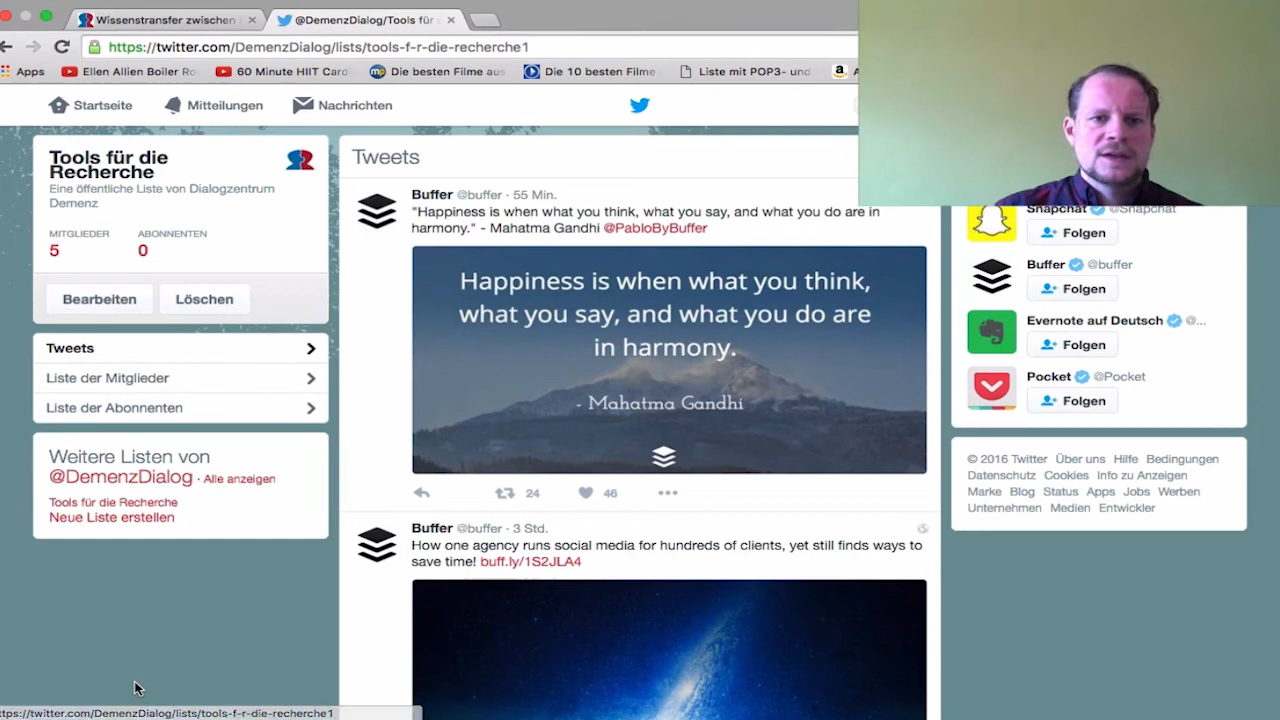 Wissenstransfer zwischen
@DemenzDialog/Tools für
https://twitter.com/DemenzDialog/lists/tools-f-r-die-recherche1
Apps
Ellen Allien Boiler Ro
60 Minute HIIT Card
Die besten Filme aus
Die 10 besten Filme
Liste mit POP3- und
Startseite
Mitteilungen
Nachrichten
Tools für die
Recherche
Eine öffentliche Liste von Dialogzentrum
Demenz
MITGLIEDER
ABONNENTEN
5
0
Bearbeiten
Löschen
Tweets
Liste der Mitglieder
Liste der Abonnenten
Weitere Listen von
@DemenzDialog · Alle anzeigen
Tools für die Recherche
Neue Liste erstellen
Tweets
Buffer @buffer · 55 Min.
"Happiness is when what you think, what you say, and what you do are in
harmony." - Mahatma Gandhi @PabloByBuffer
Happiness is when what you think,
what you say, and what you do are
in harmony.
- Mahatma Gandhi
24
46
Buffer @buffer · 3 Std.
How one agency runs social media for hundreds of clients, yet still finds ways to
save time! buff.ly/1S2JLA4
Snapchat @Snapchat
Folgen
Buffer @buffer
Folgen
Evernote auf Deutsch @...
Folgen
Pocket @Pocket
Folgen
© 2016 Twitter Über uns Hilfe Bedingungen
Datenschutz Cookies Info zu Anzeigen
Marke Blog Status Apps Jobs Werben
Unternehmen Medien Entwickler
ttps://twitter.com/DemenzDialog/lists/tools-f-r-die-recherche1